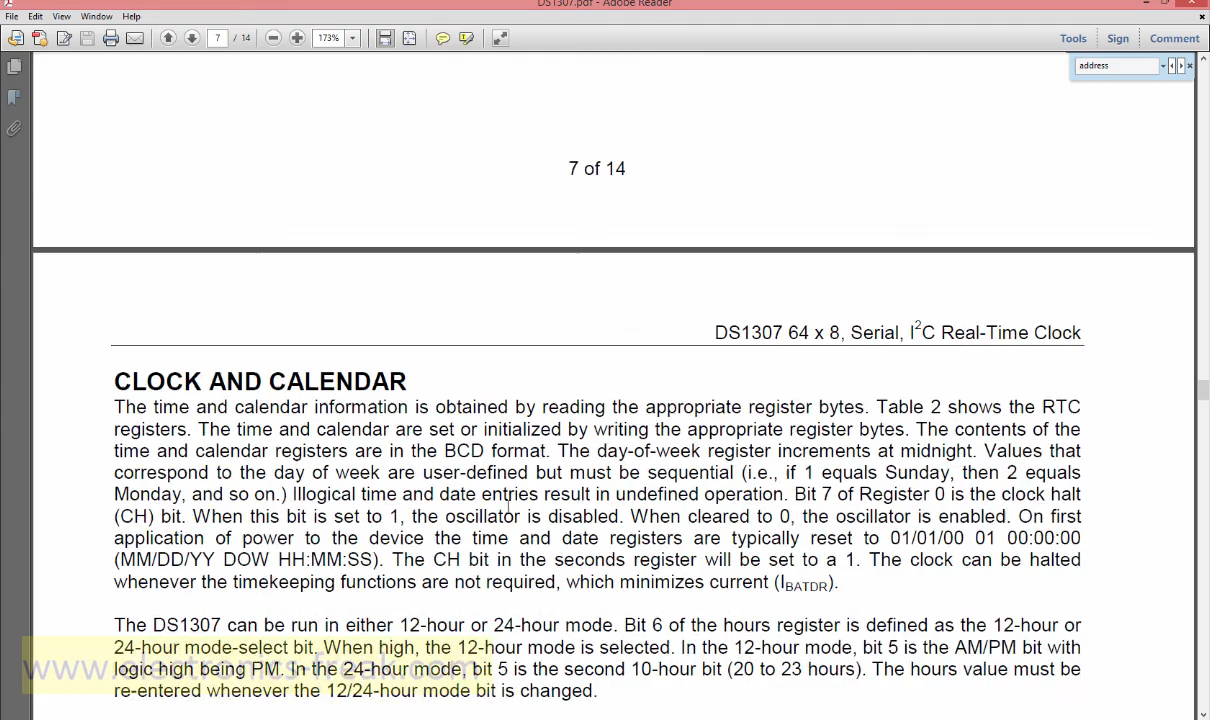 DS1307.pdf - Adobe Reader
File Edit View Window Help
7 / 14 173% Tools Sign Comment
address
7 of 14
DS1307 64 x 8, Serial, I2C Real-Time Clock
CLOCK AND CALENDAR
The time and calendar information is obtained by reading the appropriate register bytes. Table 2 shows the RTC
registers. The time and calendar are set or initialized by writing the appropriate register bytes. The contents of the
time and calendar registers are in the BCD format. The day-of-week register increments at midnight. Values that
correspond to the day of week are user-defined but must be sequential (i.e., if 1 equals Sunday, then 2 equals
Monday, and so on.) Illogical time and date entries result in undefined operation. Bit 7 of Register 0 is the clock halt
(CH) bit. When this bit is set to 1, the oscillator is disabled. When cleared to 0, the oscillator is enabled. On first
application of power to the device the time and date registers are typically reset to 01/01/00 01 00:00:00
(MM/DD/YY DOW HH:MM:SS). The CH bit in the seconds register will be set to a 1. The clock can be halted
whenever the timekeeping functions are not required, which minimizes current (IBATDR).
The DS1307 can be run in either 12-hour or 24-hour mode. Bit 6 of the hours register is defined as the 12-hour or
24-hour mode-select bit. When high, the 12-hour mode is selected. In the 12-hour mode, bit 5 is the AM/PM bit with
logic high being PM. In the 24-hour mode, bit 5 is the second 10-hour bit (20 to 23 hours). The hours value must be
re-entered whenever the 12/24-hour mode bit is changed.
www.electronics-freak.com